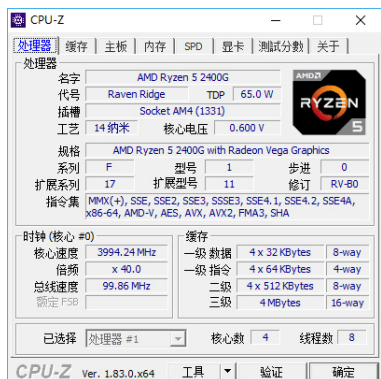 CPU-Z
处理器 缓存 主板 内存 SPD 显卡 测试分数 关于
处理器
名字 AMD Ryzen 5 2400G
代号 Raven Ridge TDP 65.0 W
插槽 Socket AM4 (1331)
工艺 14 纳米 核心电压 0.600 V
AMD
RYZEN
5
规格 AMD Ryzen 5 2400G with Radeon Vega Graphics
系列 F 型号 1 步进 0
扩展系列 17 扩展型号 11 修订 RV-B0
指令集 MMX(+), SSE, SSE2, SSE3, SSSE3, SSE4.1, SSE4.2, SSE4A,
x86-64, AMD-V, AES, AVX, AVX2, FMA3, SHA
时钟 (核心 #0) 缓存
核心速度 3994.24 MHz 一级 数据 4 x 32 KBytes 8-way
倍频 x 40.0 一级 指令 4 x 64 KBytes 4-way
总线速度 99.86 MHz 二级 4 x 512 KBytes 8-way
额定 FSB 三级 4 MBytes 16-way
已选择 处理器 #1 核心数 4 线程数 8
CPU-Z Ver. 1.83.0.x64 工具 验证 确定